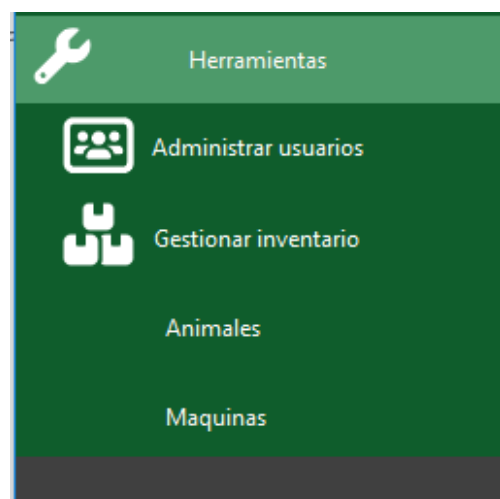 Herramientas
Administrar usuarios
Gestionar inventario
Animales
Maquinas